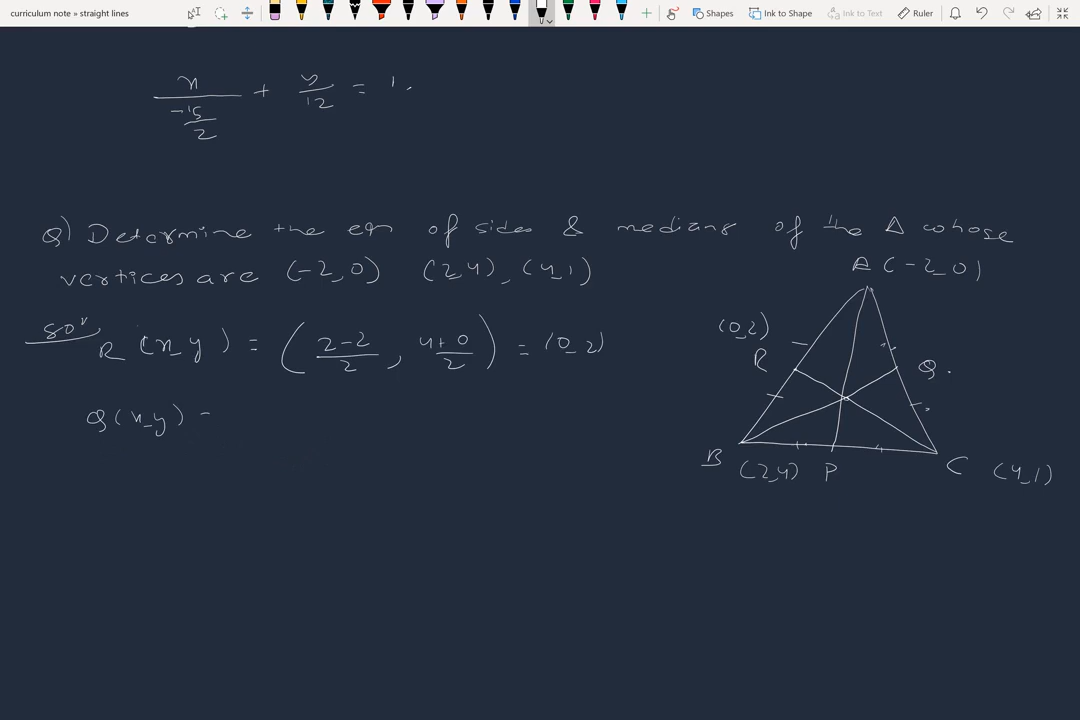 curriculum note » straight lines
Shapes Ink to Shape Ink to Text Ruler
x/(-15/2) + y/12 = 1.
Q) Determine the eqn of sides & medians of the Δ whose
vertices are (-2,0) (2,4), (4,1)
A (-2,0)
solⁿ
R (x,y) = ((2-2)/2, (4+0)/2) = (0,2)
(0,2)
R
Q.
Q(x,y) =
B (2,4) P C (4,1)